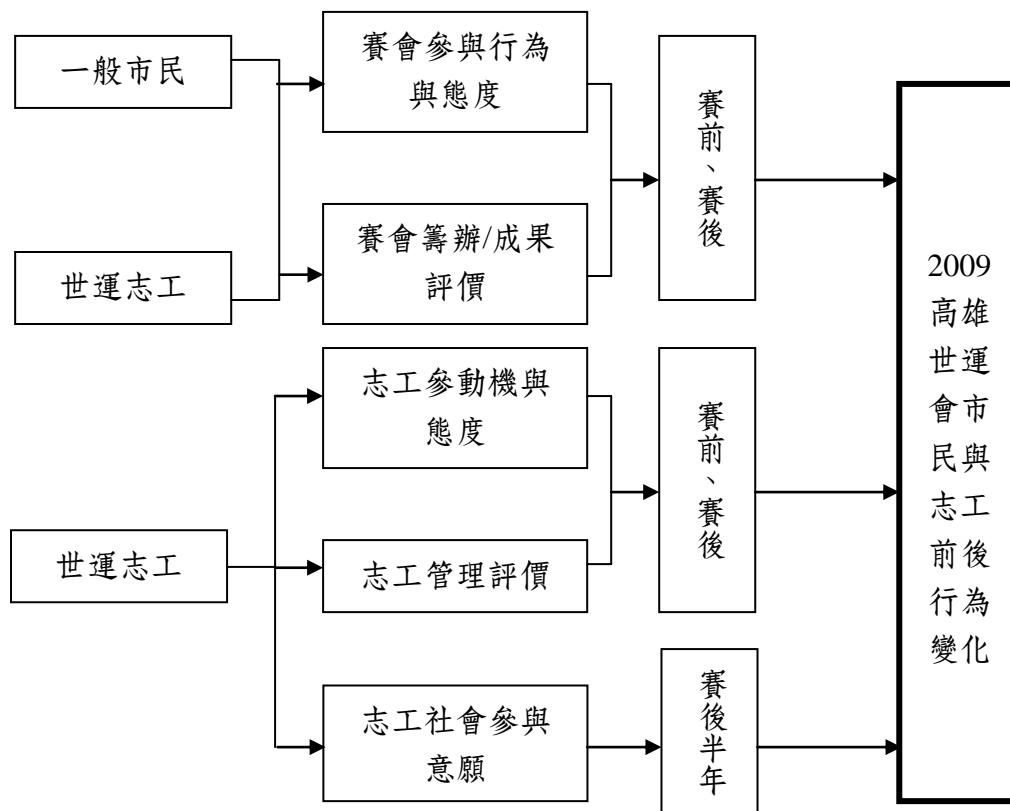 一般市民
賽會參與行為
與態度
賽前、賽後
世運志工
賽會籌辦/成果
評價
志工參動機與
態度
賽前、賽後
世運志工
志工管理評價
志工社會參與
意願
賽後半年
2009
高雄
世運
會市
民與
志工
前後
行為
變化